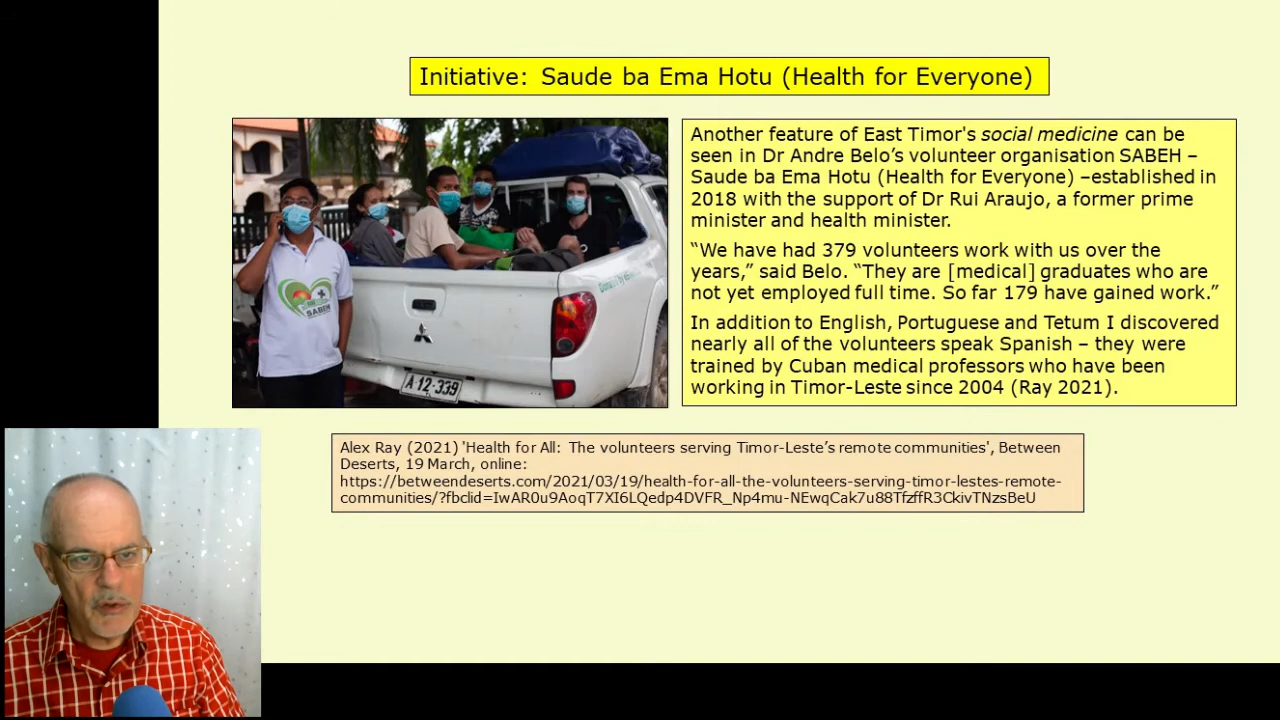 Initiative: Saude ba Ema Hotu (Health for Everyone)
Another feature of East Timor's social medicine can be
seen in Dr Andre Belo’s volunteer organisation SABEH –
Saude ba Ema Hotu (Health for Everyone) –established in
2018 with the support of Dr Rui Araujo, a former prime
minister and health minister.
“We have had 379 volunteers work with us over the
years,” said Belo. “They are [medical] graduates who are
not yet employed full time. So far 179 have gained work.”
In addition to English, Portuguese and Tetum I discovered
nearly all of the volunteers speak Spanish – they were
trained by Cuban medical professors who have been
working in Timor-Leste since 2004 (Ray 2021).
SABEH
A 12-339
Alex Ray (2021) 'Health for All: The volunteers serving Timor-Leste’s remote communities', Between
Deserts, 19 March, online:
https://betweendeserts.com/2021/03/19/health-for-all-the-volunteers-serving-timor-lestes-remote-
communities/?fbclid=IwAR0u9AoqT7XI6LQedp4DVFR_Np4mu-NEwqCak7u88TfzffR3CkivTNzsBeU